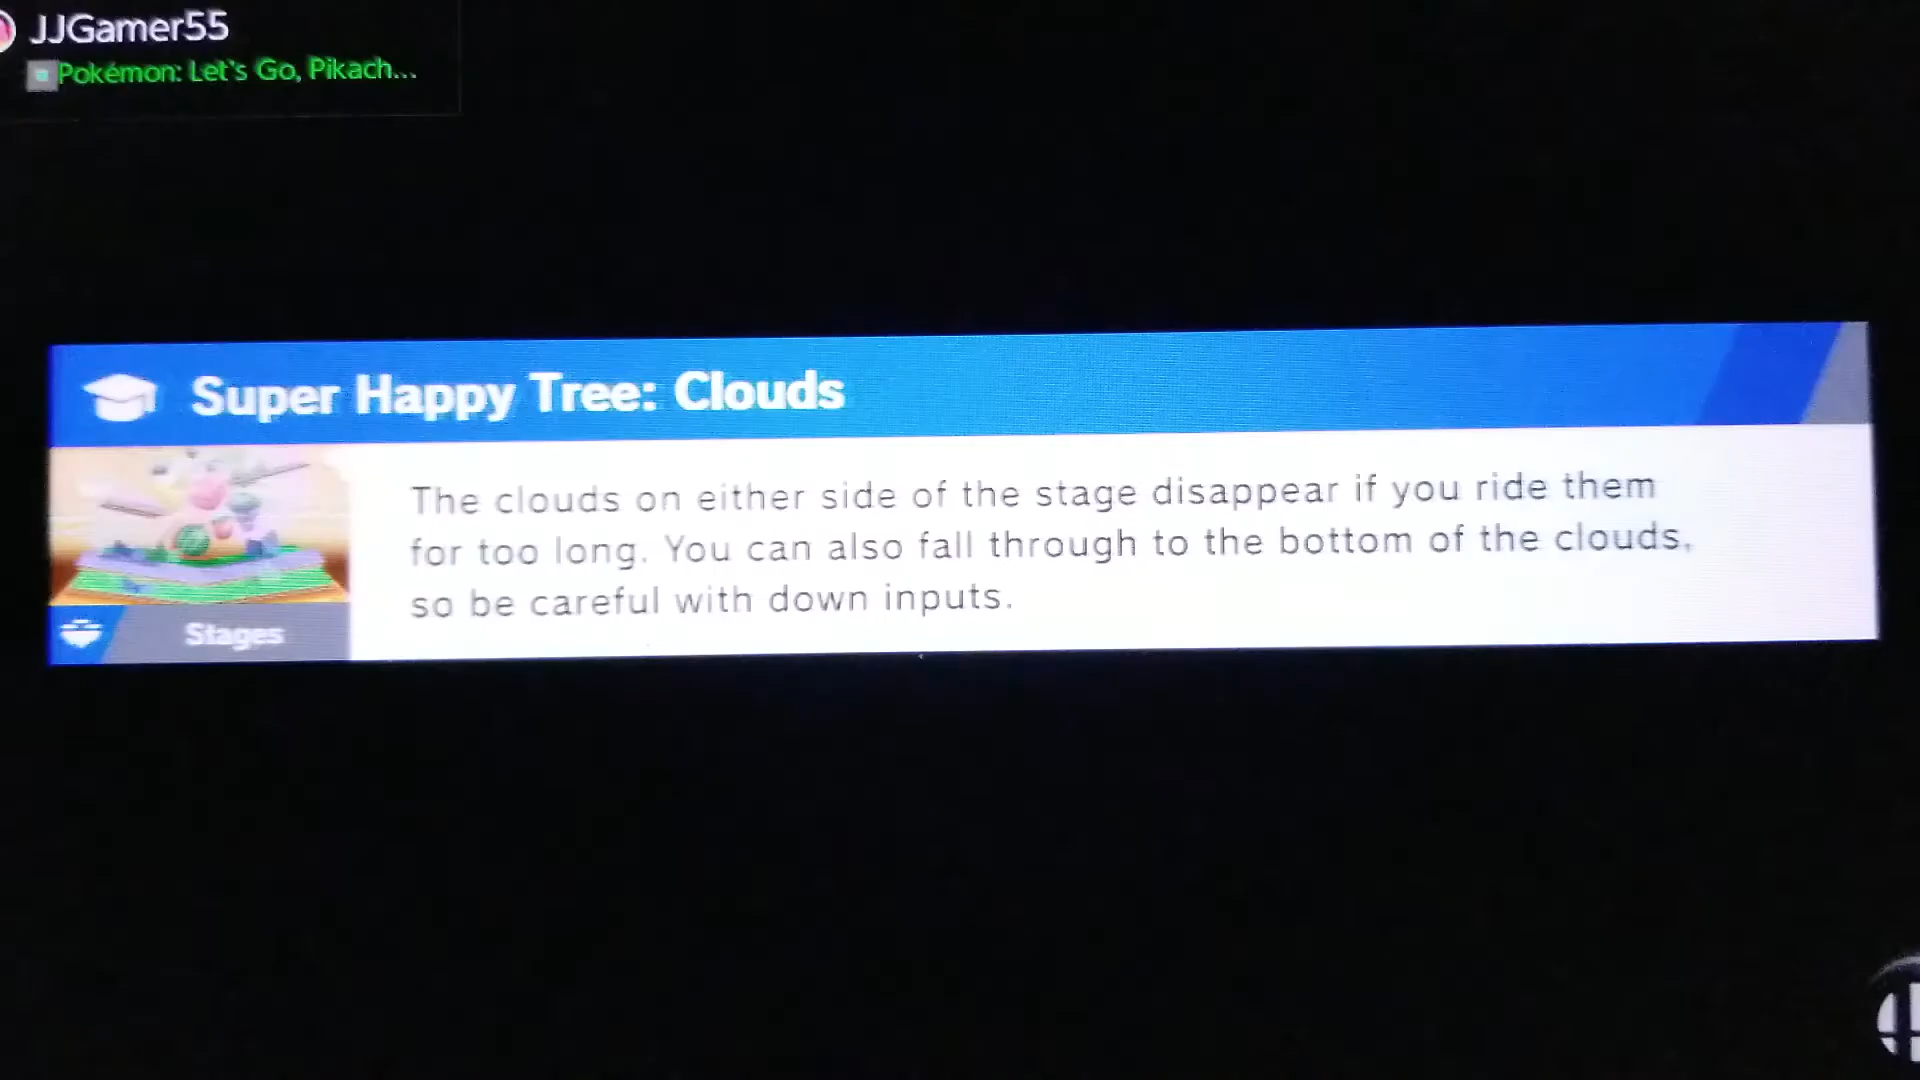 JJGamer55
Pokémon: Let's Go, Pikach...
Super Happy Tree: Clouds
The clouds on either side of the stage disappear if you ride them
for too long. You can also fall through to the bottom of the clouds,
so be careful with down inputs.
Stages